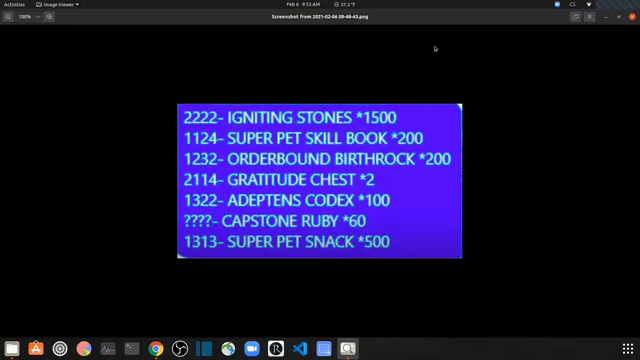 Activities
Image Viewer
Feb 6 9:53 AM
37.3 °F
100%
Screenshot from 2021-02-06 09-48-43.png
2222- IGNITING STONES *1500
1124- SUPER PET SKILL BOOK *200
1232- ORDERBOUND BIRTHROCK *200
2114- GRATITUDE CHEST *2
1322- ADEPTENS CODEX *100
????- CAPSTONE RUBY *60
1313- SUPER PET SNACK *500